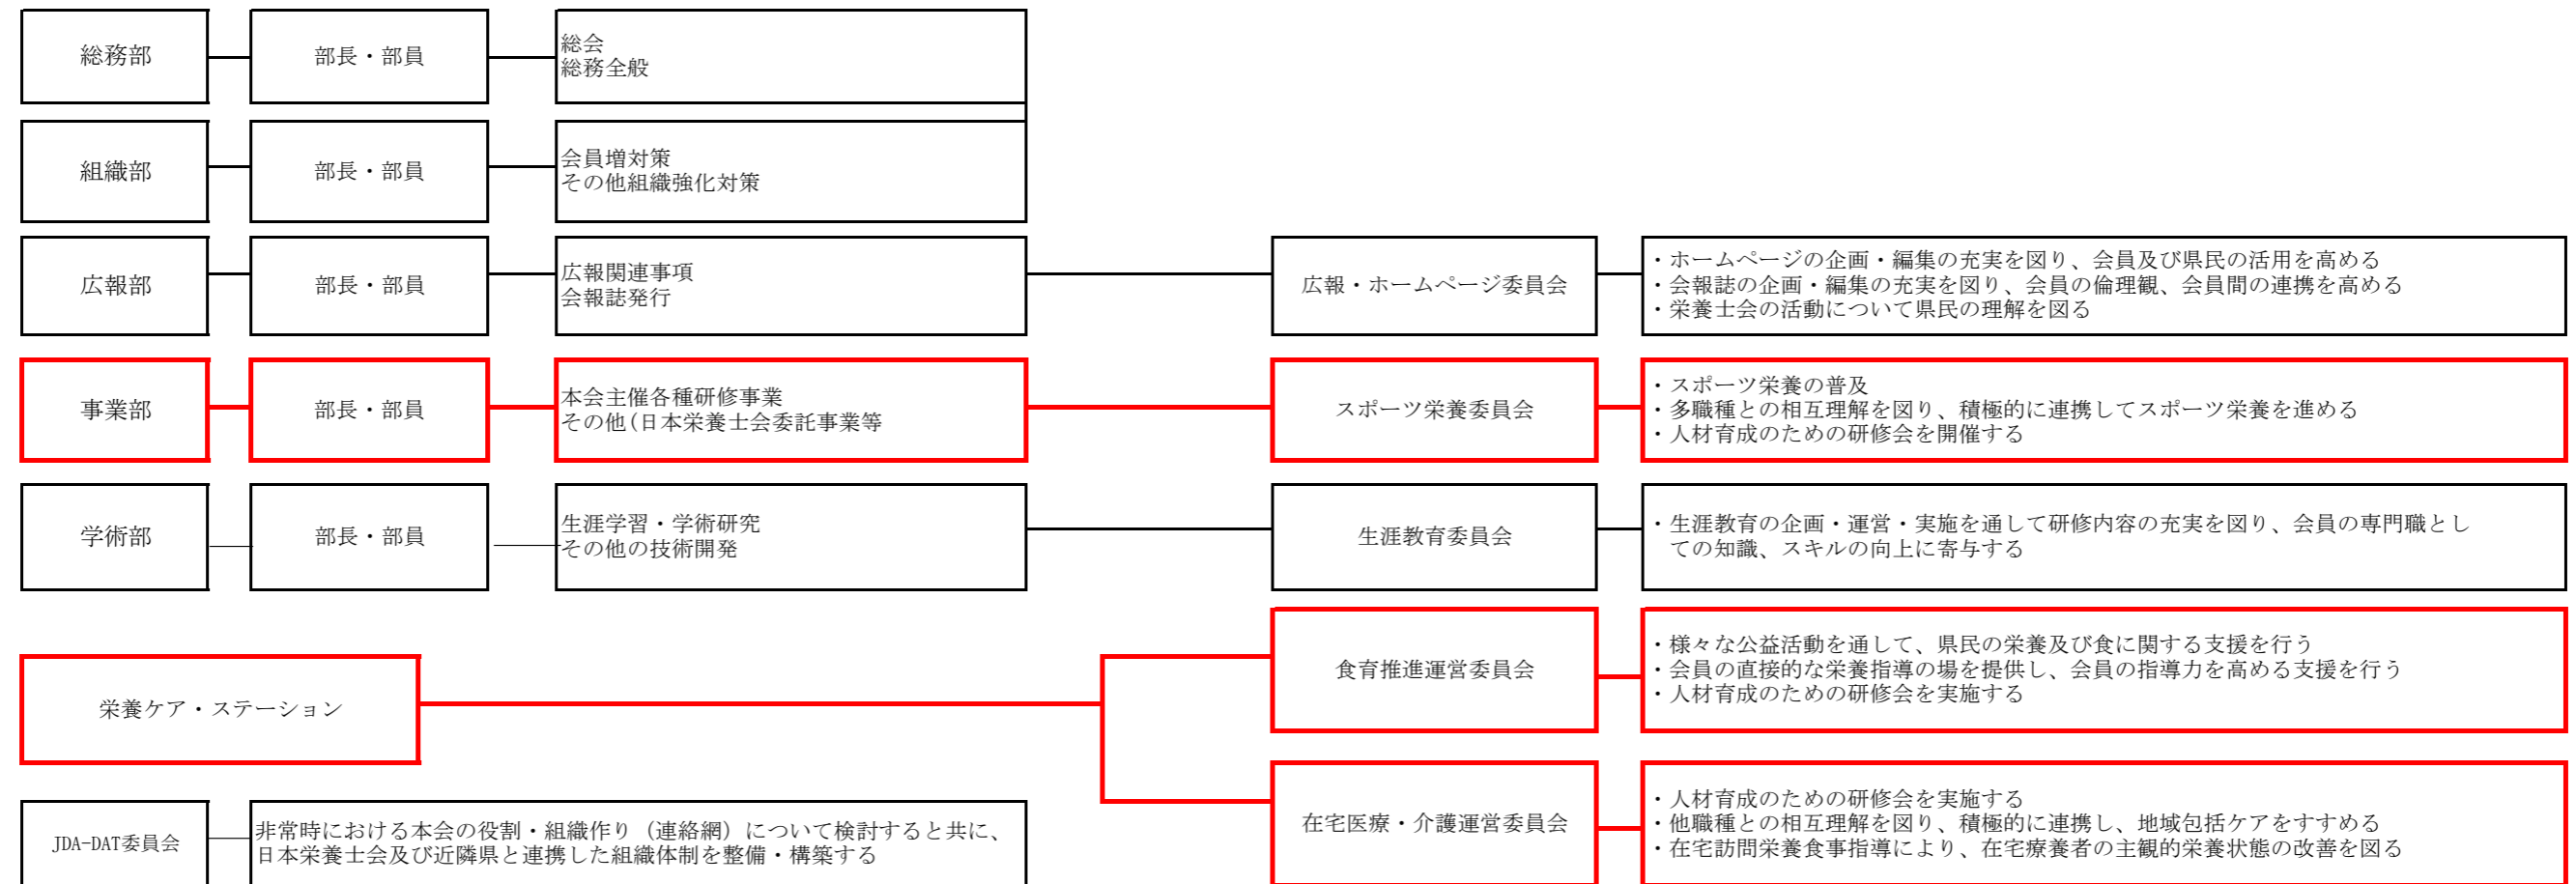 総務部
部長・部員
総会
総務全般
組織部
部長・部員
会員増対策
その他組織強化対策
広報部
部長・部員
広報関連事項
会報誌発行
広報・ホームページ委員会
・ホームページの企画・編集の充実を図り、会員及び県民の活用を高める
・会報誌の企画・編集の充実を図り、会員の倫理観、会員間の連携を高める
・栄養士会の活動について県民の理解を図る
事業部
部長・部員
本会主催各種研修事業
その他(日本栄養士会委託事業等
スポーツ栄養委員会
・スポーツ栄養の普及
・多職種との相互理解を図り、積極的に連携してスポーツ栄養を進める
・人材育成のための研修会を開催する
学術部
部長・部員
生涯学習・学術研究
その他の技術開発
生涯教育委員会
・生涯教育の企画・運営・実施を通して研修内容の充実を図り、会員の専門職とし
ての知識、スキルの向上に寄与する
栄養ケア・ステーション
食育推進運営委員会
・様々な公益活動を通して、県民の栄養及び食に関する支援を行う
・会員の直接的な栄養指導の場を提供し、会員の指導力を高める支援を行う
・人材育成のための研修会を実施する
在宅医療・介護運営委員会
・人材育成のための研修会を実施する
・他職種との相互理解を図り、積極的に連携し、地域包括ケアをすすめる
・在宅訪問栄養食事指導により、在宅療養者の主観的栄養状態の改善を図る
JDA-DAT委員会
非常時における本会の役割・組織作り（連絡網）について検討すると共に、
日本栄養士会及び近隣県と連携した組織体制を整備・構築する